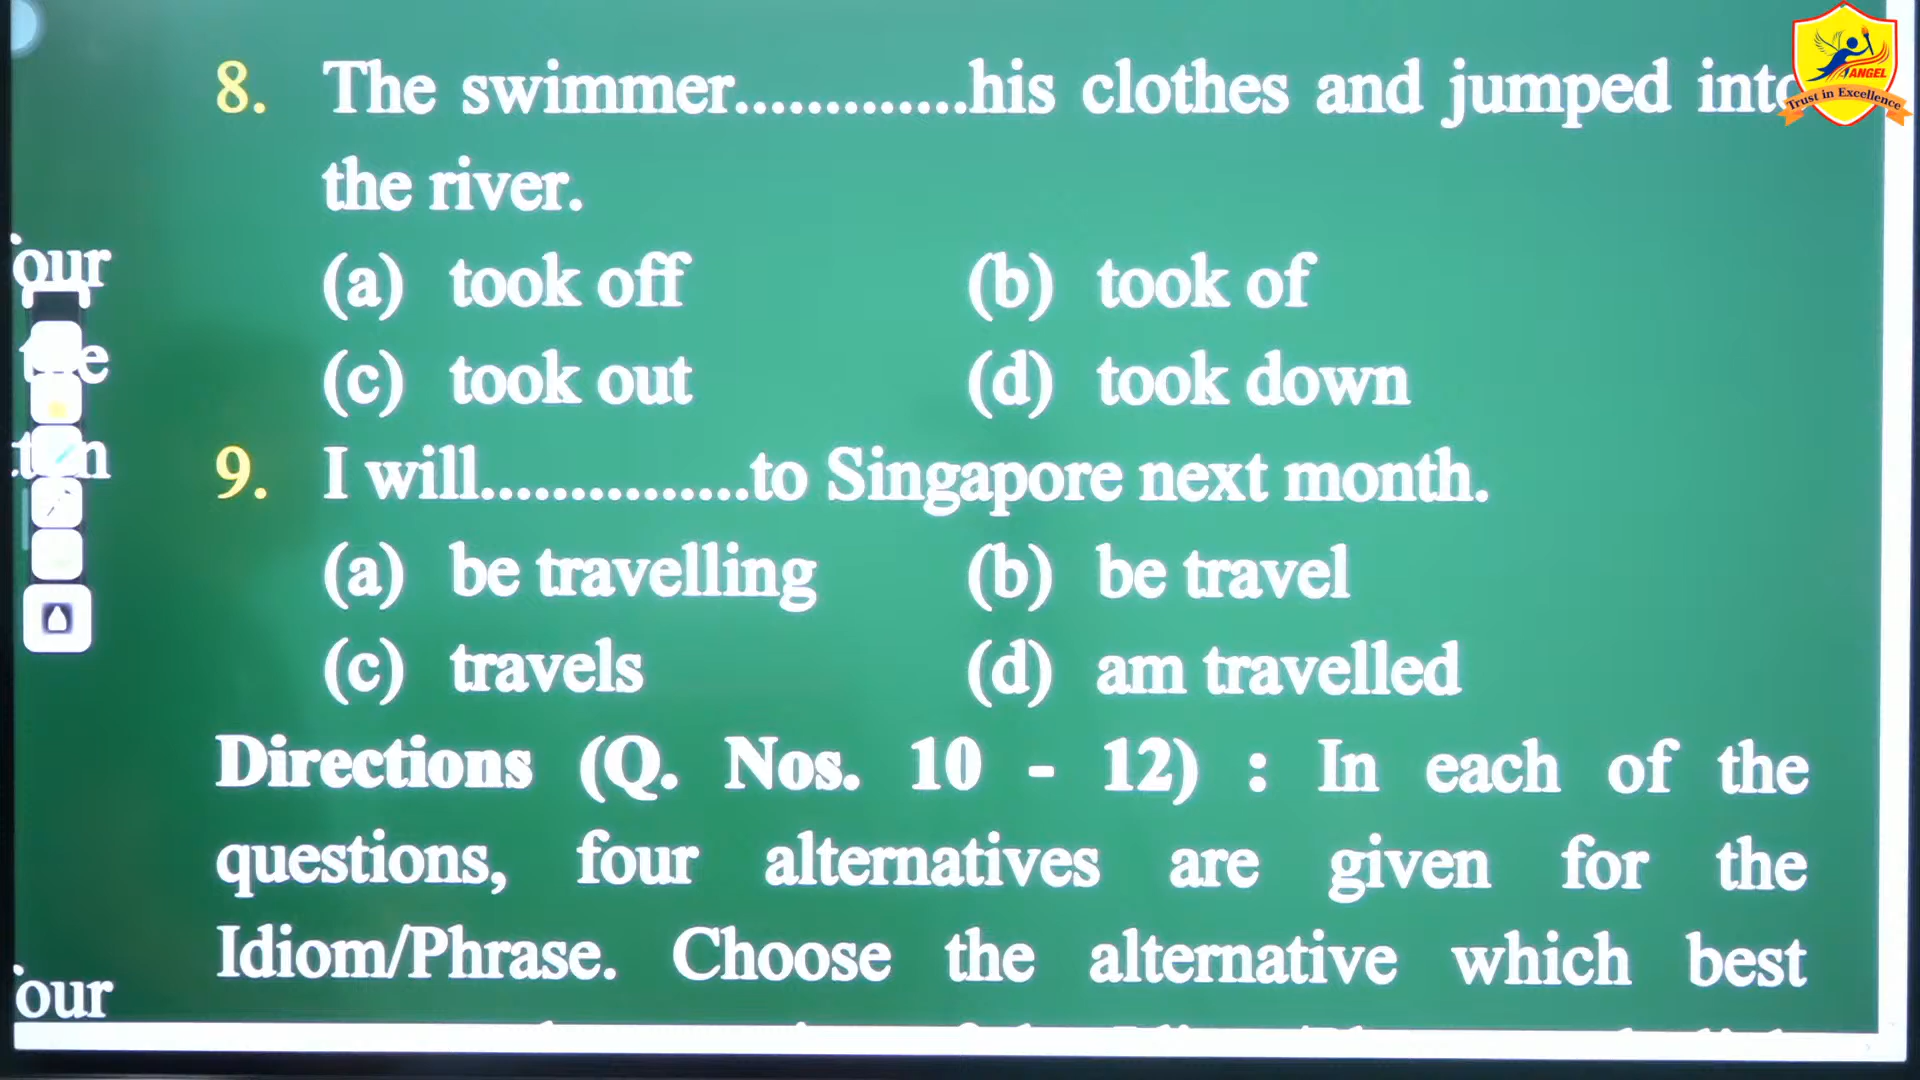 8. The swimmer.............his clothes and jumped into
the river.
(a) took off (b) took of
(c) took out (d) took down
9. I will...............to Singapore next month.
(a) be travelling (b) be travel
(c) travels (d) am travelled
Directions (Q. Nos. 10 - 12) : In each of the
questions, four alternatives are given for the
Idiom/Phrase. Choose the alternative which best
our
our
ANGEL
Trust in Excellence